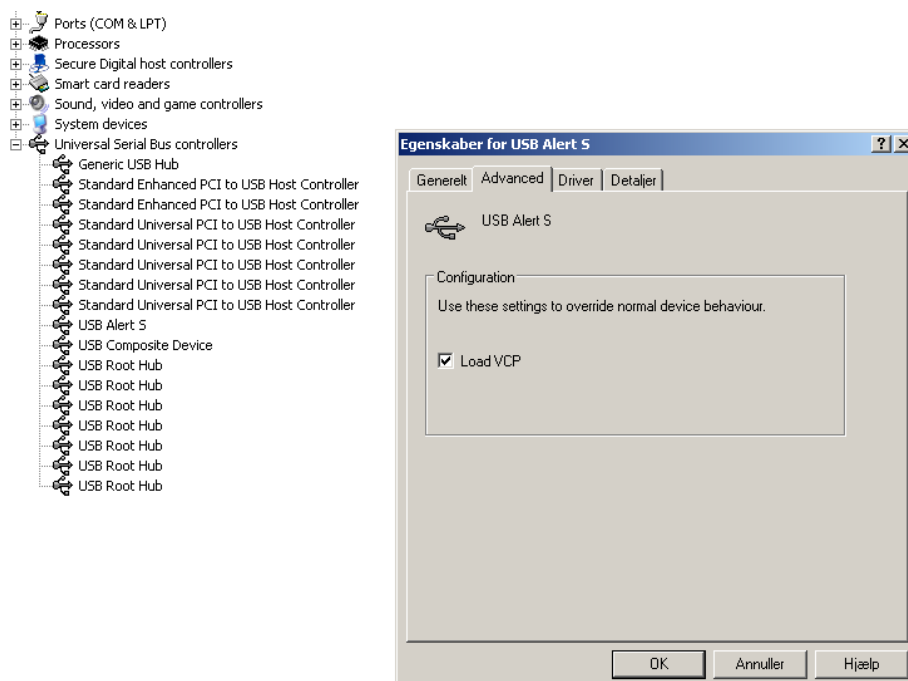 Ports (COM & LPT)
Processors
Secure Digital host controllers
Smart card readers
Sound, video and game controllers
System devices
Universal Serial Bus controllers
Generic USB Hub
Standard Enhanced PCI to USB Host Controller
Standard Enhanced PCI to USB Host Controller
Standard Universal PCI to USB Host Controller
Standard Universal PCI to USB Host Controller
Standard Universal PCI to USB Host Controller
Standard Universal PCI to USB Host Controller
Standard Universal PCI to USB Host Controller
USB Alert S
USB Composite Device
USB Root Hub
USB Root Hub
USB Root Hub
USB Root Hub
USB Root Hub
USB Root Hub
USB Root Hub
Egenskaber for USB Alert S
Generelt Advanced Driver Detaljer
USB Alert S
Configuration
Use these settings to override normal device behaviour.
Load VCP
OK Annuller Hjælp